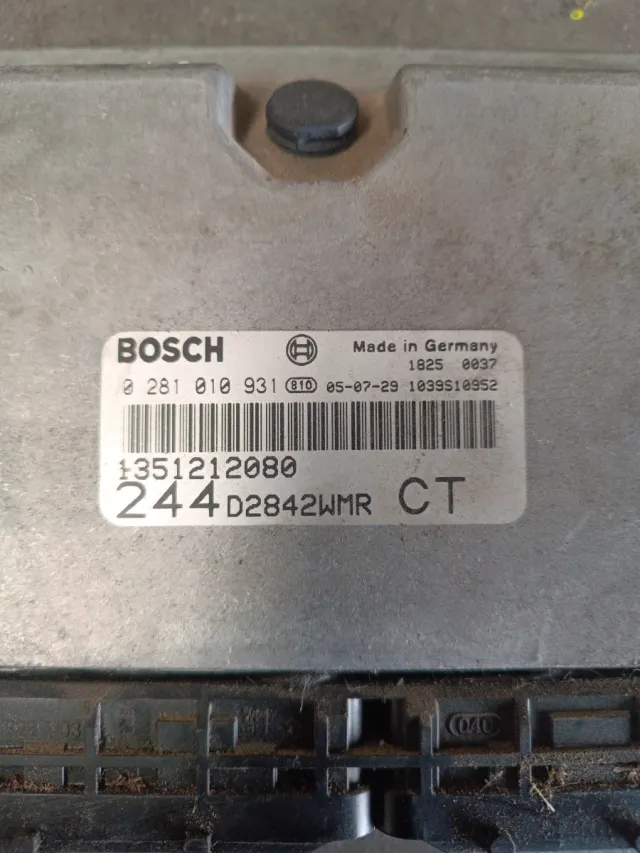 BOSCH Made in Germany
1825 0037
0 281 010 931 810 05-07-29 1039S10952
1351212080
244 D2842WMR CT
040